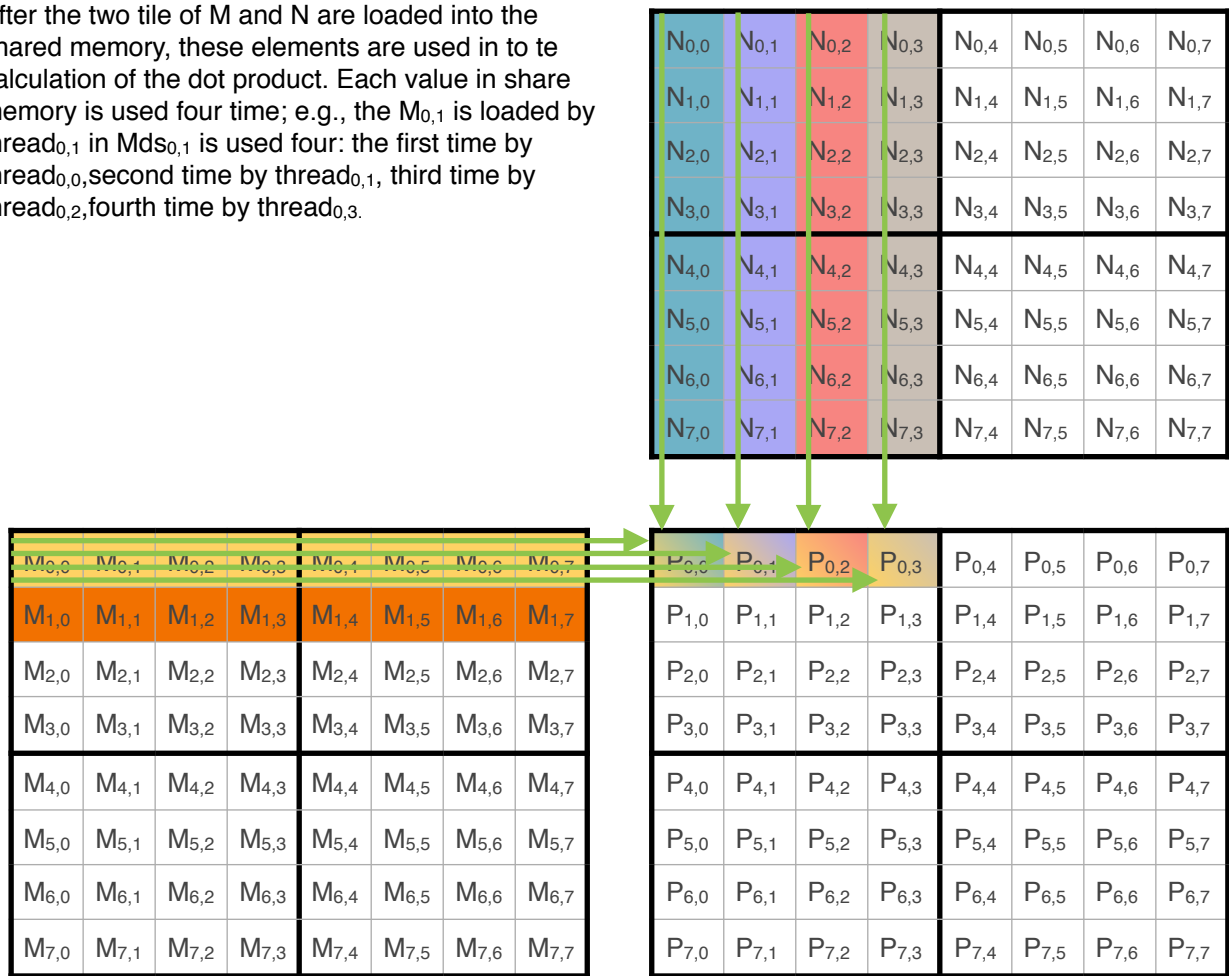 fter the two tile of M and N are loaded into the
hared memory, these elements are used in to te
alculation of the dot product. Each value in share
memory is used four time; e.g., the M0,1 is loaded by
hread0,1 in Mds0,1 is used four: the first time by
hread0,0,second time by thread0,1, third time by
hread0,2,fourth time by thread0,3.
N0,0 N0,1 N0,2 N0,3 N0,4 N0,5 N0,6 N0,7
N1,0 N1,1 N1,2 N1,3 N1,4 N1,5 N1,6 N1,7
N2,0 N2,1 N2,2 N2,3 N2,4 N2,5 N2,6 N2,7
N3,0 N3,1 N3,2 N3,3 N3,4 N3,5 N3,6 N3,7
N4,0 N4,1 N4,2 N4,3 N4,4 N4,5 N4,6 N4,7
N5,0 N5,1 N5,2 N5,3 N5,4 N5,5 N5,6 N5,7
N6,0 N6,1 N6,2 N6,3 N6,4 N6,5 N6,6 N6,7
N7,0 N7,1 N7,2 N7,3 N7,4 N7,5 N7,6 N7,7
M0,0 M0,1 M0,2 M0,3 M0,4 M0,5 M0,6 M0,7
M1,0 M1,1 M1,2 M1,3 M1,4 M1,5 M1,6 M1,7
M2,0 M2,1 M2,2 M2,3 M2,4 M2,5 M2,6 M2,7
M3,0 M3,1 M3,2 M3,3 M3,4 M3,5 M3,6 M3,7
M4,0 M4,1 M4,2 M4,3 M4,4 M4,5 M4,6 M4,7
M5,0 M5,1 M5,2 M5,3 M5,4 M5,5 M5,6 M5,7
M6,0 M6,1 M6,2 M6,3 M6,4 M6,5 M6,6 M6,7
M7,0 M7,1 M7,2 M7,3 M7,4 M7,5 M7,6 M7,7
P0,0 P0,1 P0,2 P0,3 P0,4 P0,5 P0,6 P0,7
P1,0 P1,1 P1,2 P1,3 P1,4 P1,5 P1,6 P1,7
P2,0 P2,1 P2,2 P2,3 P2,4 P2,5 P2,6 P2,7
P3,0 P3,1 P3,2 P3,3 P3,4 P3,5 P3,6 P3,7
P4,0 P4,1 P4,2 P4,3 P4,4 P4,5 P4,6 P4,7
P5,0 P5,1 P5,2 P5,3 P5,4 P5,5 P5,6 P5,7
P6,0 P6,1 P6,2 P6,3 P6,4 P6,5 P6,6 P6,7
P7,0 P7,1 P7,2 P7,3 P7,4 P7,5 P7,6 P7,7